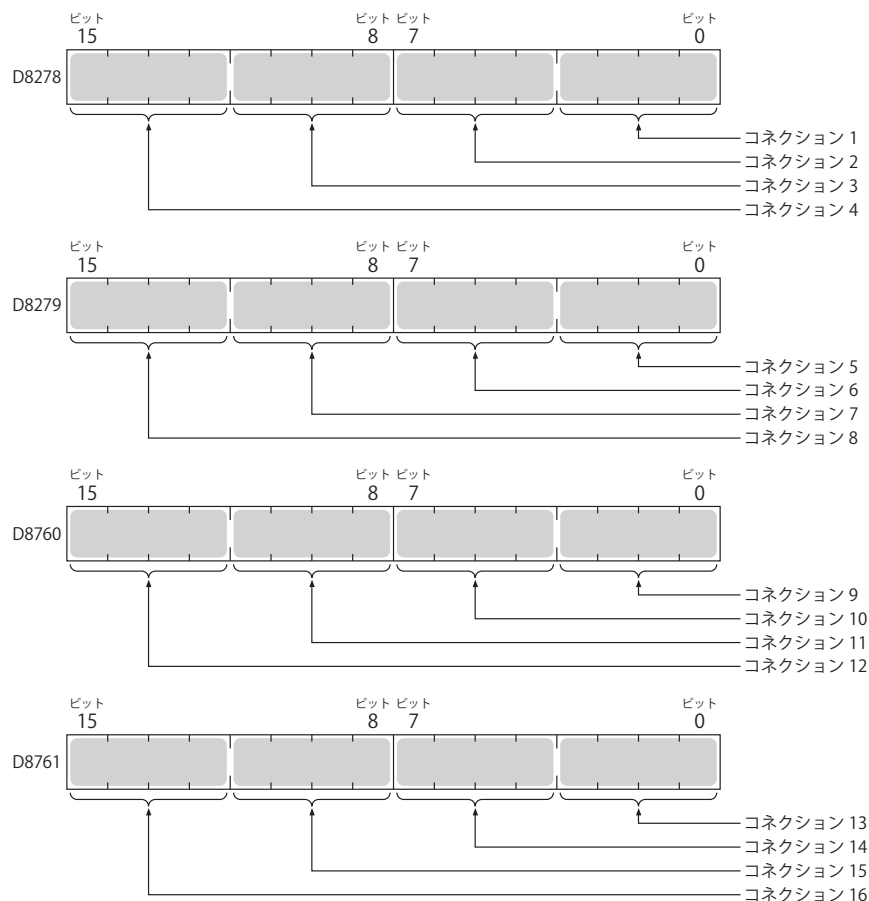 ビット ビット ビット ビット
15 8 7 0
D8278
コネクション 1
コネクション 2
コネクション 3
コネクション 4
ビット ビット ビット ビット
15 8 7 0
D8279
コネクション 5
コネクション 6
コネクション 7
コネクション 8
ビット ビット ビット ビット
15 8 7 0
D8760
コネクション 9
コネクション 10
コネクション 11
コネクション 12
ビット ビット ビット ビット
15 8 7 0
D8761
コネクション 13
コネクション 14
コネクション 15
コネクション 16